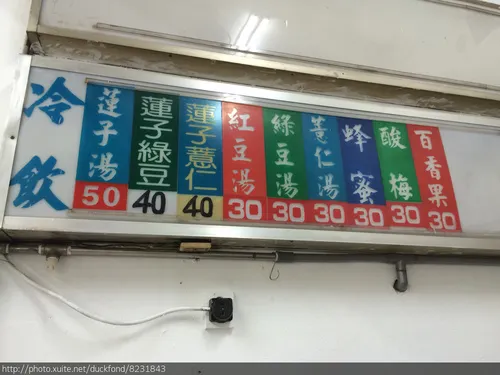 冷飲
蓮子湯
50
蓮子綠豆
40
蓮子薏仁
40
紅豆湯
30
綠豆湯
30
薏仁湯
30
蜂蜜
30
酸梅
30
百香果
30
http://photo.xuite.net/duckfond/8231843